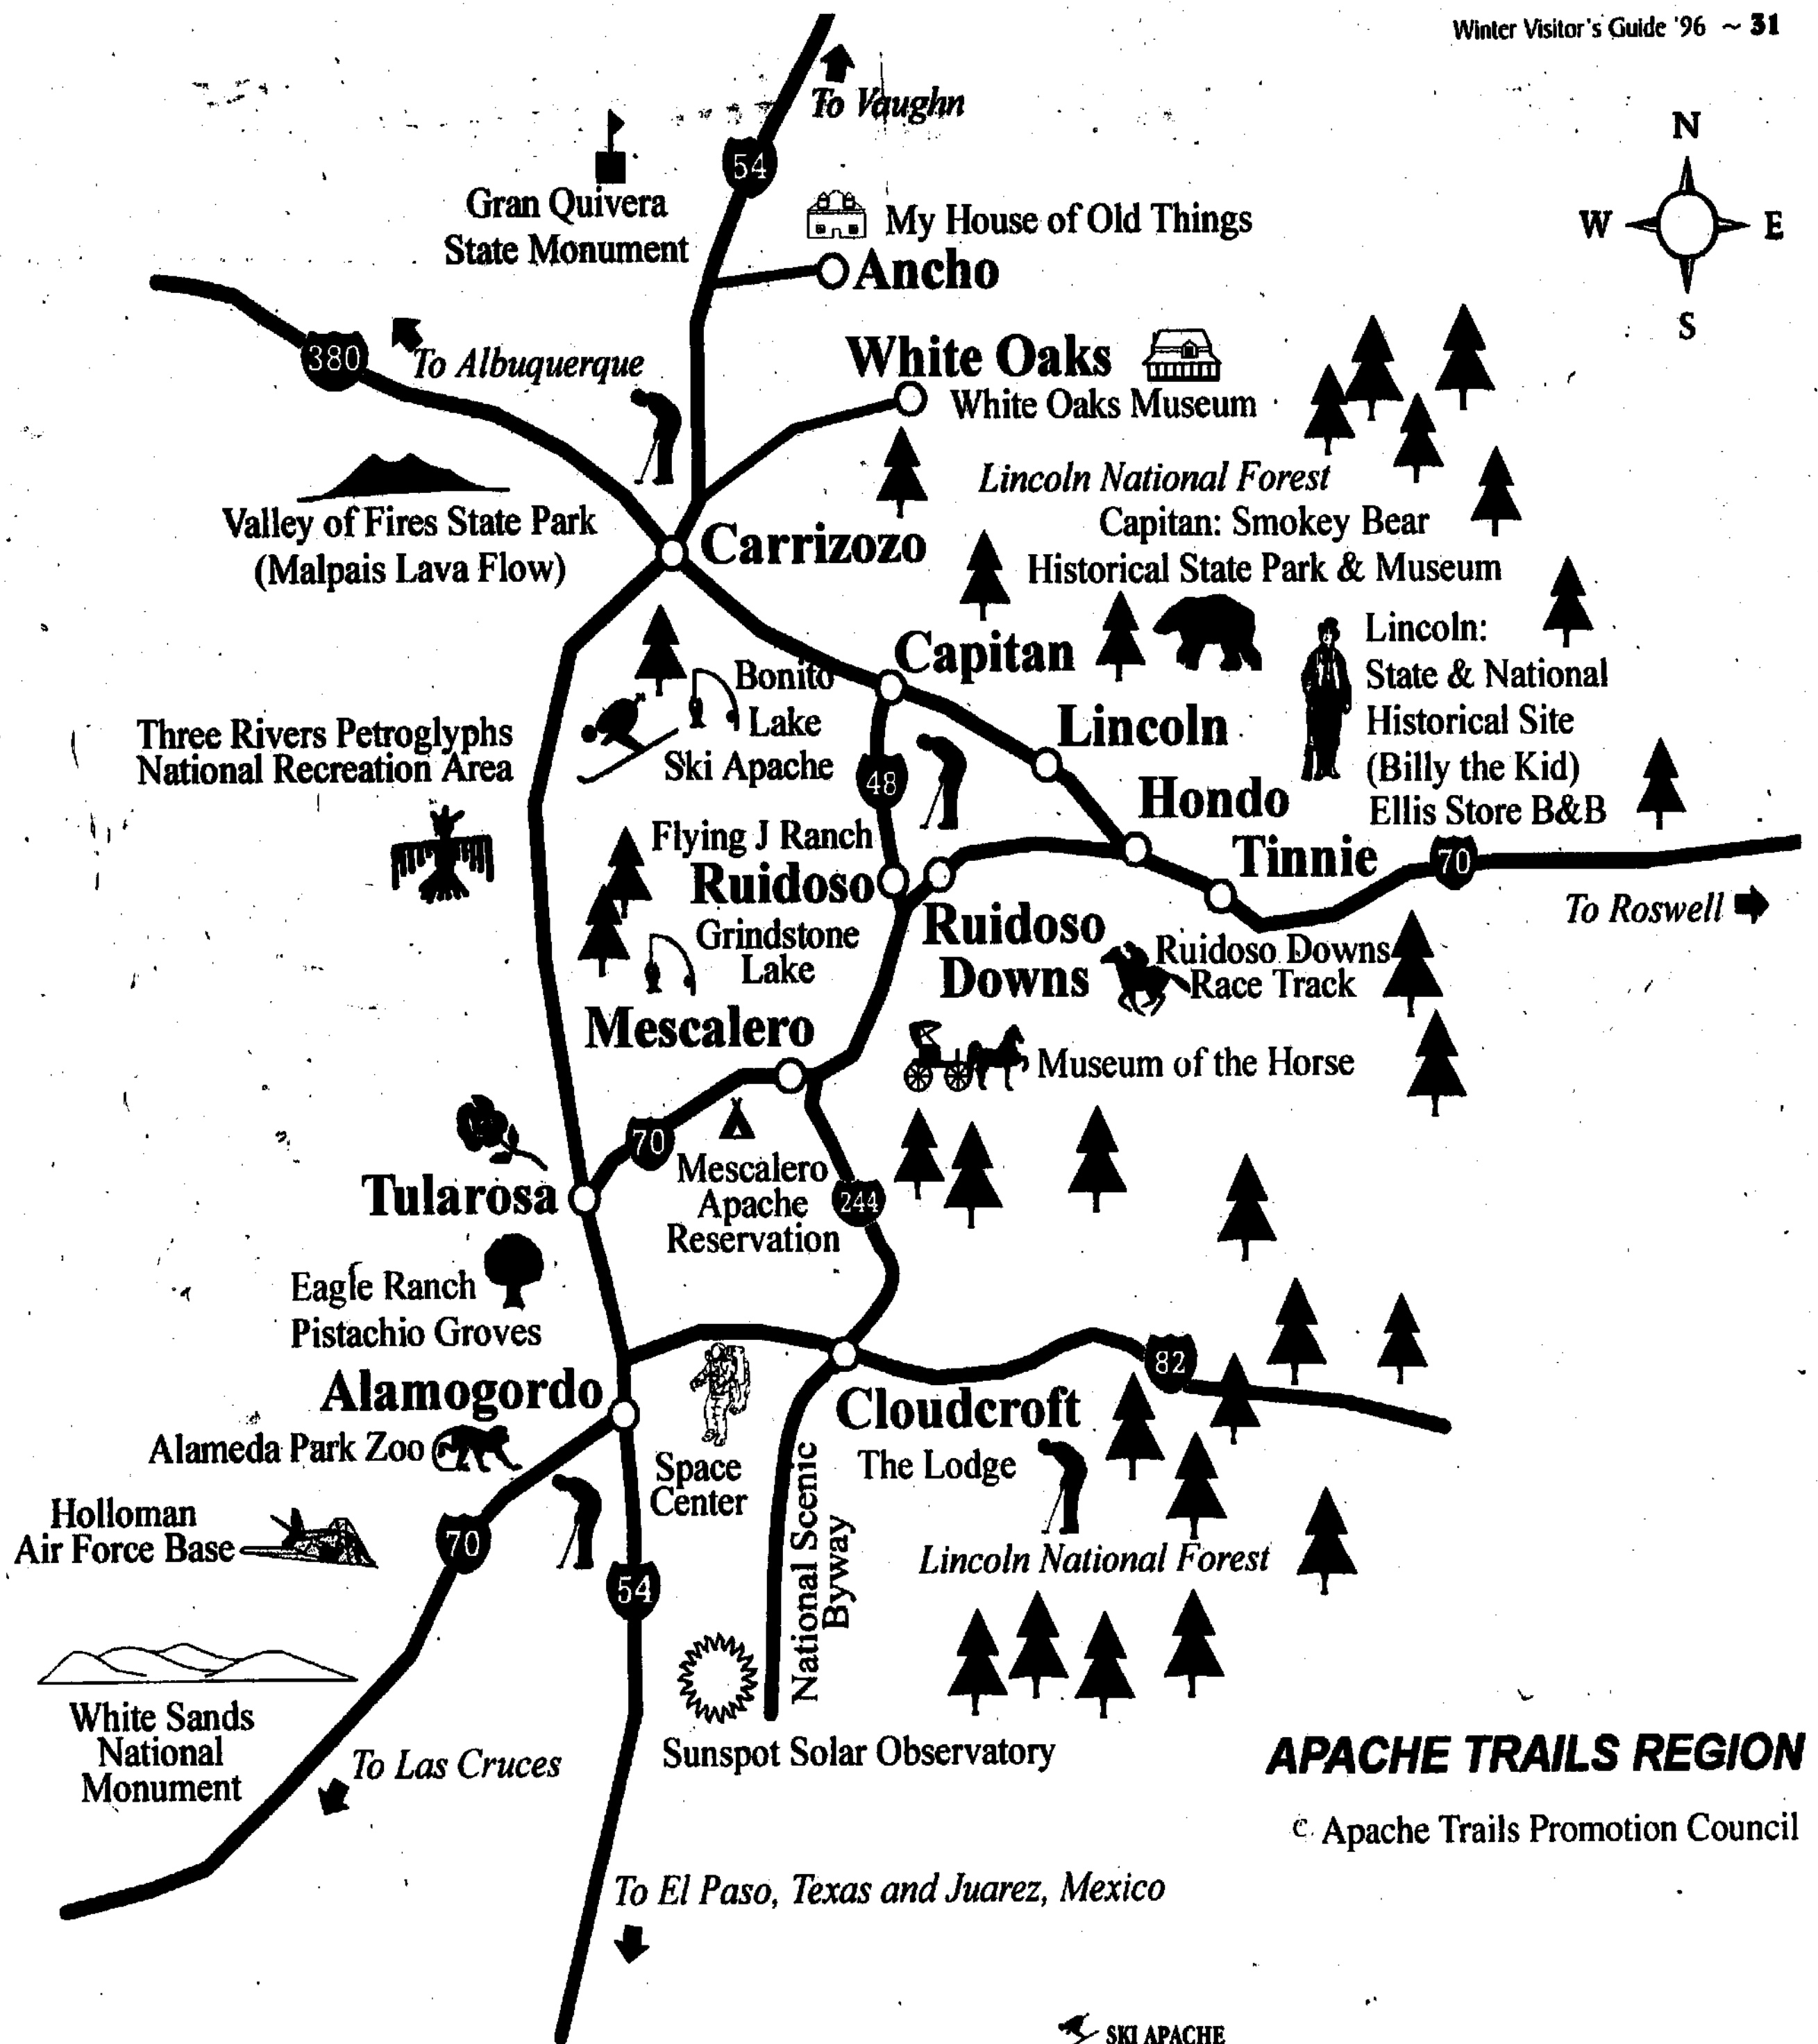 Winter Visitor's Guide '96 ~ 31
To Vaughn
54
N
W E
S
Gran Quivera
State Monument
My House of Old Things
Ancho
380
To Albuquerque
White Oaks
White Oaks Museum
Lincoln National Forest
Capitan: Smokey Bear
Historical State Park & Museum
Valley of Fires State Park
(Malpais Lava Flow)
Carrizozo
Capitan
Lincoln:
State & National
Historical Site
(Billy the Kid)
Ellis Store B&B
Bonito
Lake
Ski Apache
Lincoln
Three Rivers Petroglyphs
National Recreation Area
48
Hondo
Tinnie
70
To Roswell
Flying J Ranch
Ruidoso
Grindstone
Lake
Ruidoso
Downs
Ruidoso Downs
Race Track
Mescalero
Museum of the Horse
70
Mescalero
Apache
Reservation
244
Tularosa
Eagle Ranch
Pistachio Groves
82
Alamogordo
Alameda Park Zoo
Space
Center
Cloudcroft
The Lodge
Holloman
Air Force Base
70
54
National Scenic
Byway
Lincoln National Forest
White Sands
National
Monument
To Las Cruces
Sunspot Solar Observatory
APACHE TRAILS REGION
© Apache Trails Promotion Council
To El Paso, Texas and Juarez, Mexico
SKI APACHE